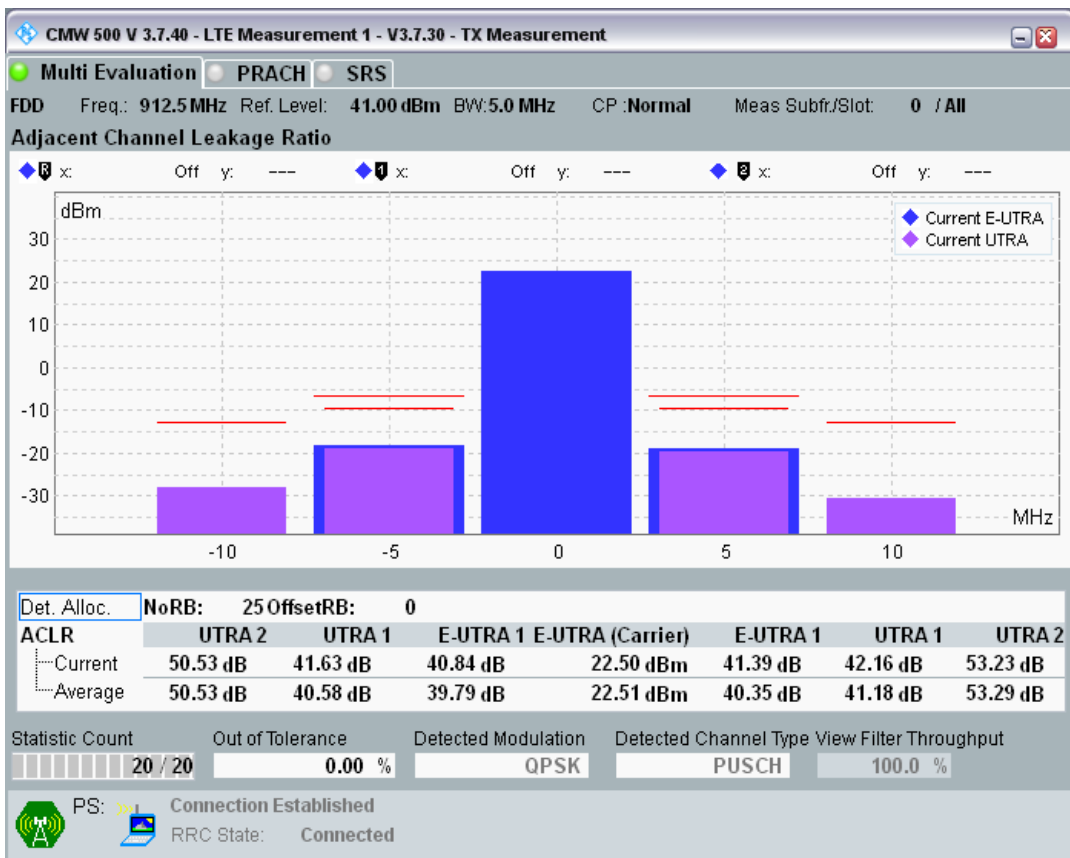 CMW 500 V 3.7.40 - LTE Measurement 1 - V3.7.30 - TX Measurement
Multi Evaluation PRACH SRS
FDD Freq.: 912.5 MHz Ref. Level: 41.00 dBm BW: 5.0 MHz CP :Normal Meas Subfr./Slot: 0 / All
Adjacent Channel Leakage Ratio
R x: Off y: --- 1 x: Off y: --- 2 x: Off y: ---
dBm
Current E-UTRA
Current UTRA
30
20
10
0
-10
-20
-30
MHz
-10 -5 0 5 10
Det. Alloc. NoRB: 25 OffsetRB: 0
ACLR UTRA 2 UTRA 1 E-UTRA 1 E-UTRA (Carrier) E-UTRA 1 UTRA 1 UTRA 2
Current 50.53 dB 41.63 dB 40.84 dB 22.50 dBm 41.39 dB 42.16 dB 53.23 dB
Average 50.53 dB 40.58 dB 39.79 dB 22.51 dBm 40.35 dB 41.18 dB 53.29 dB
Statistic Count Out of Tolerance Detected Modulation Detected Channel Type View Filter Throughput
20 / 20 0.00 % QPSK PUSCH 100.0 %
PS: Connection Established
RRC State: Connected